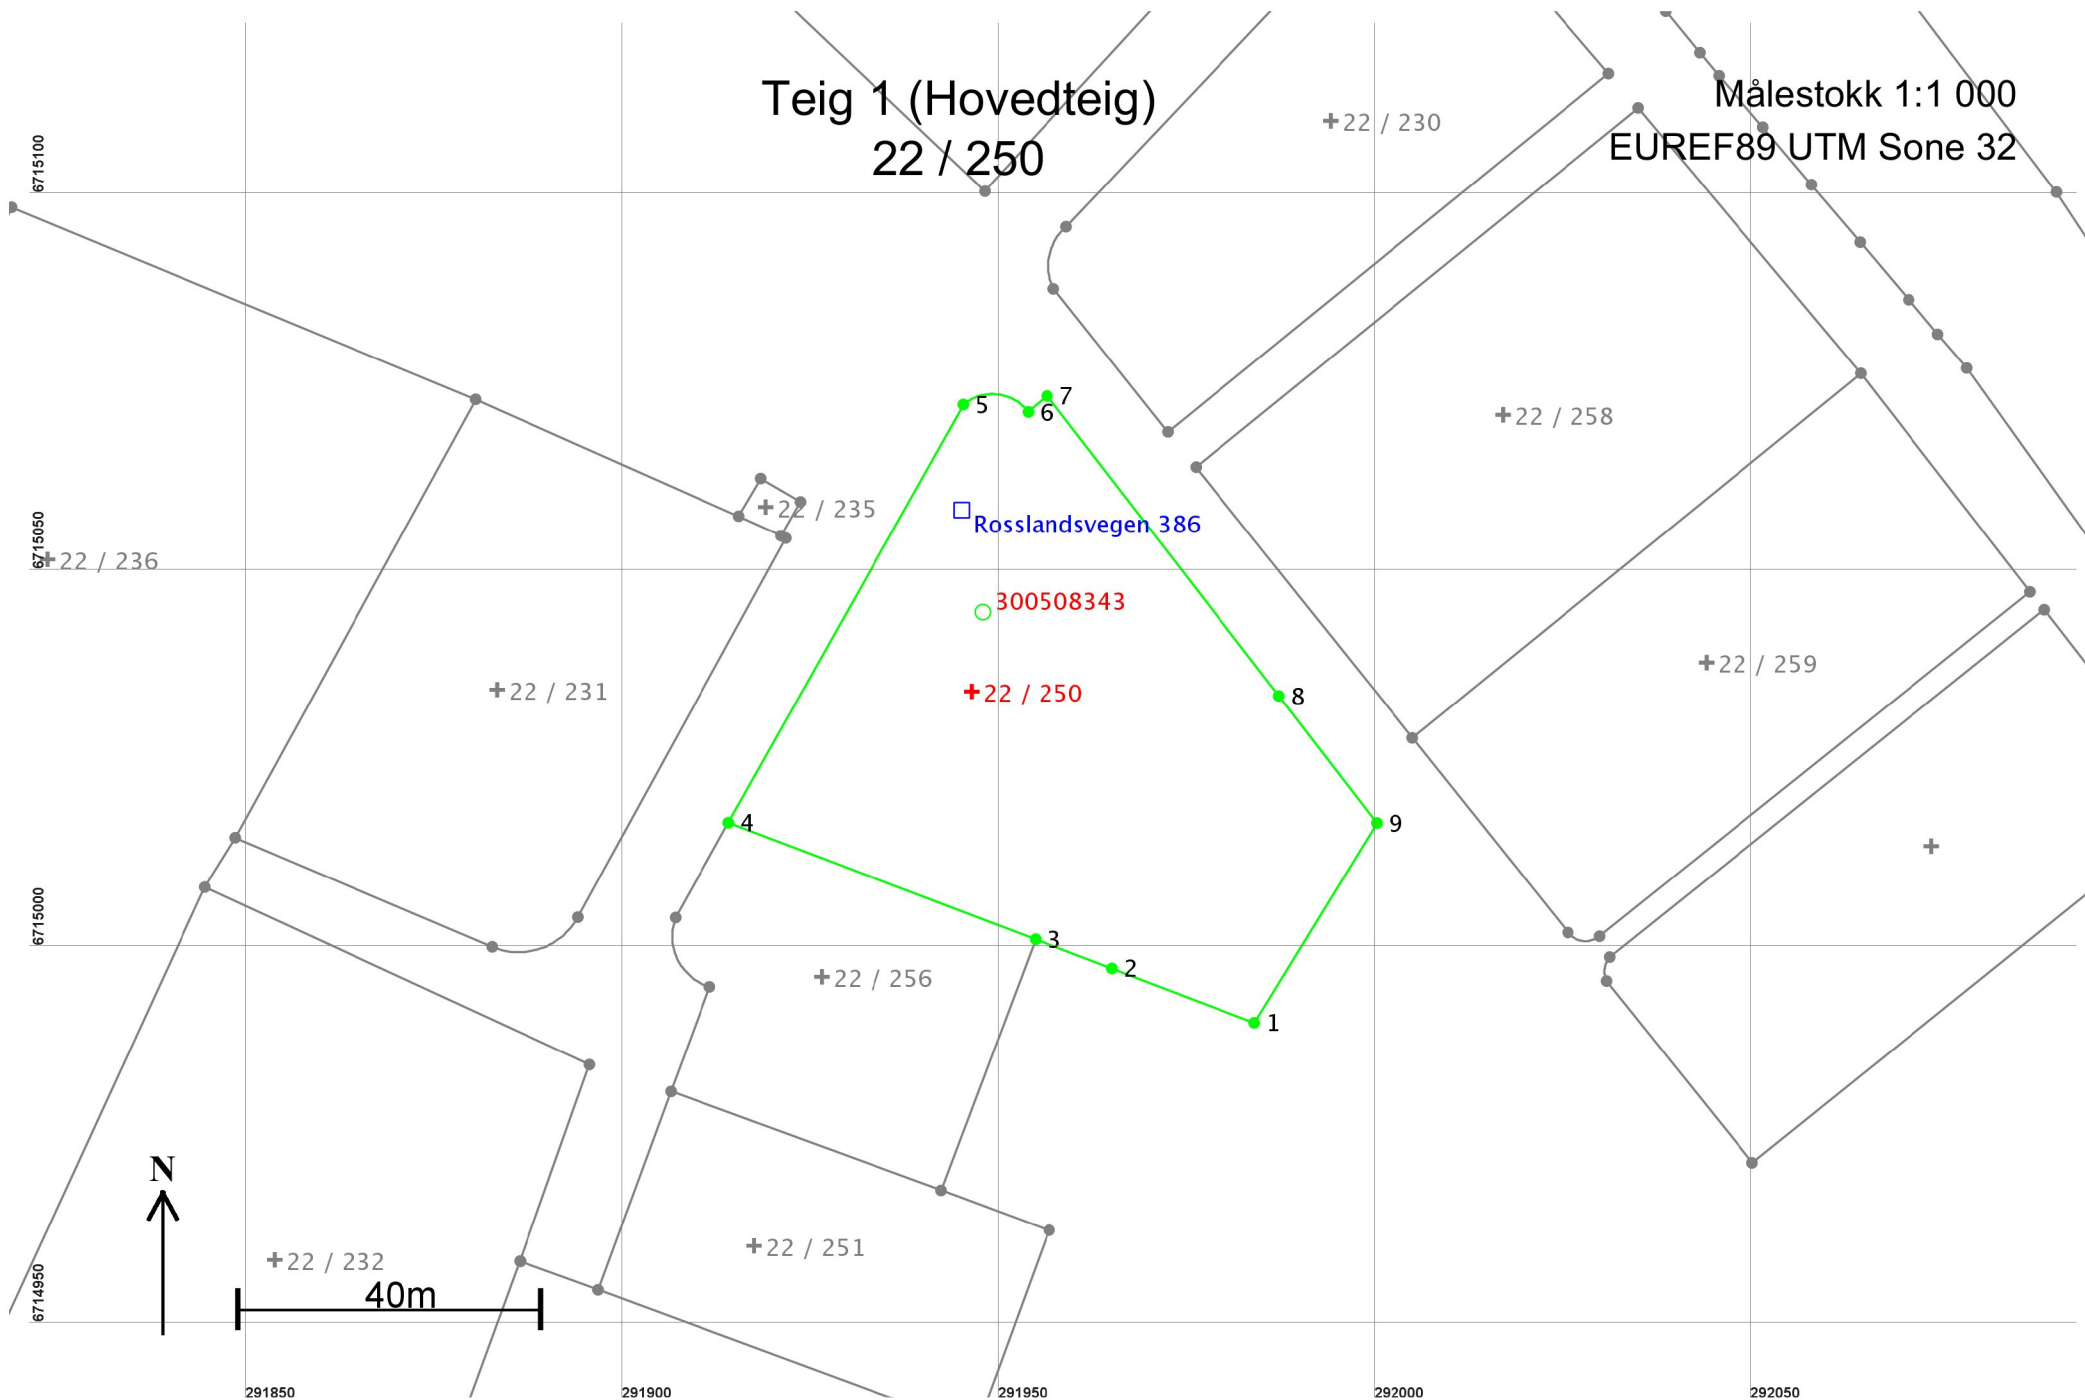 Teig 1 (Hovedteig)
22 / 250
Målestokk 1:1 000
EUREF89 UTM Sone 32
22 / 230
6715100
5
7
6
22 / 258
22 / 235
Rosslandsvegen 386
6715050
22 / 236
300508343
22 / 231
22 / 250
8
22 / 259
4
9
6715000
3
2
22 / 256
1
N
22 / 232
22 / 251
40m
6714950
291850
291900
291950
292000
292050